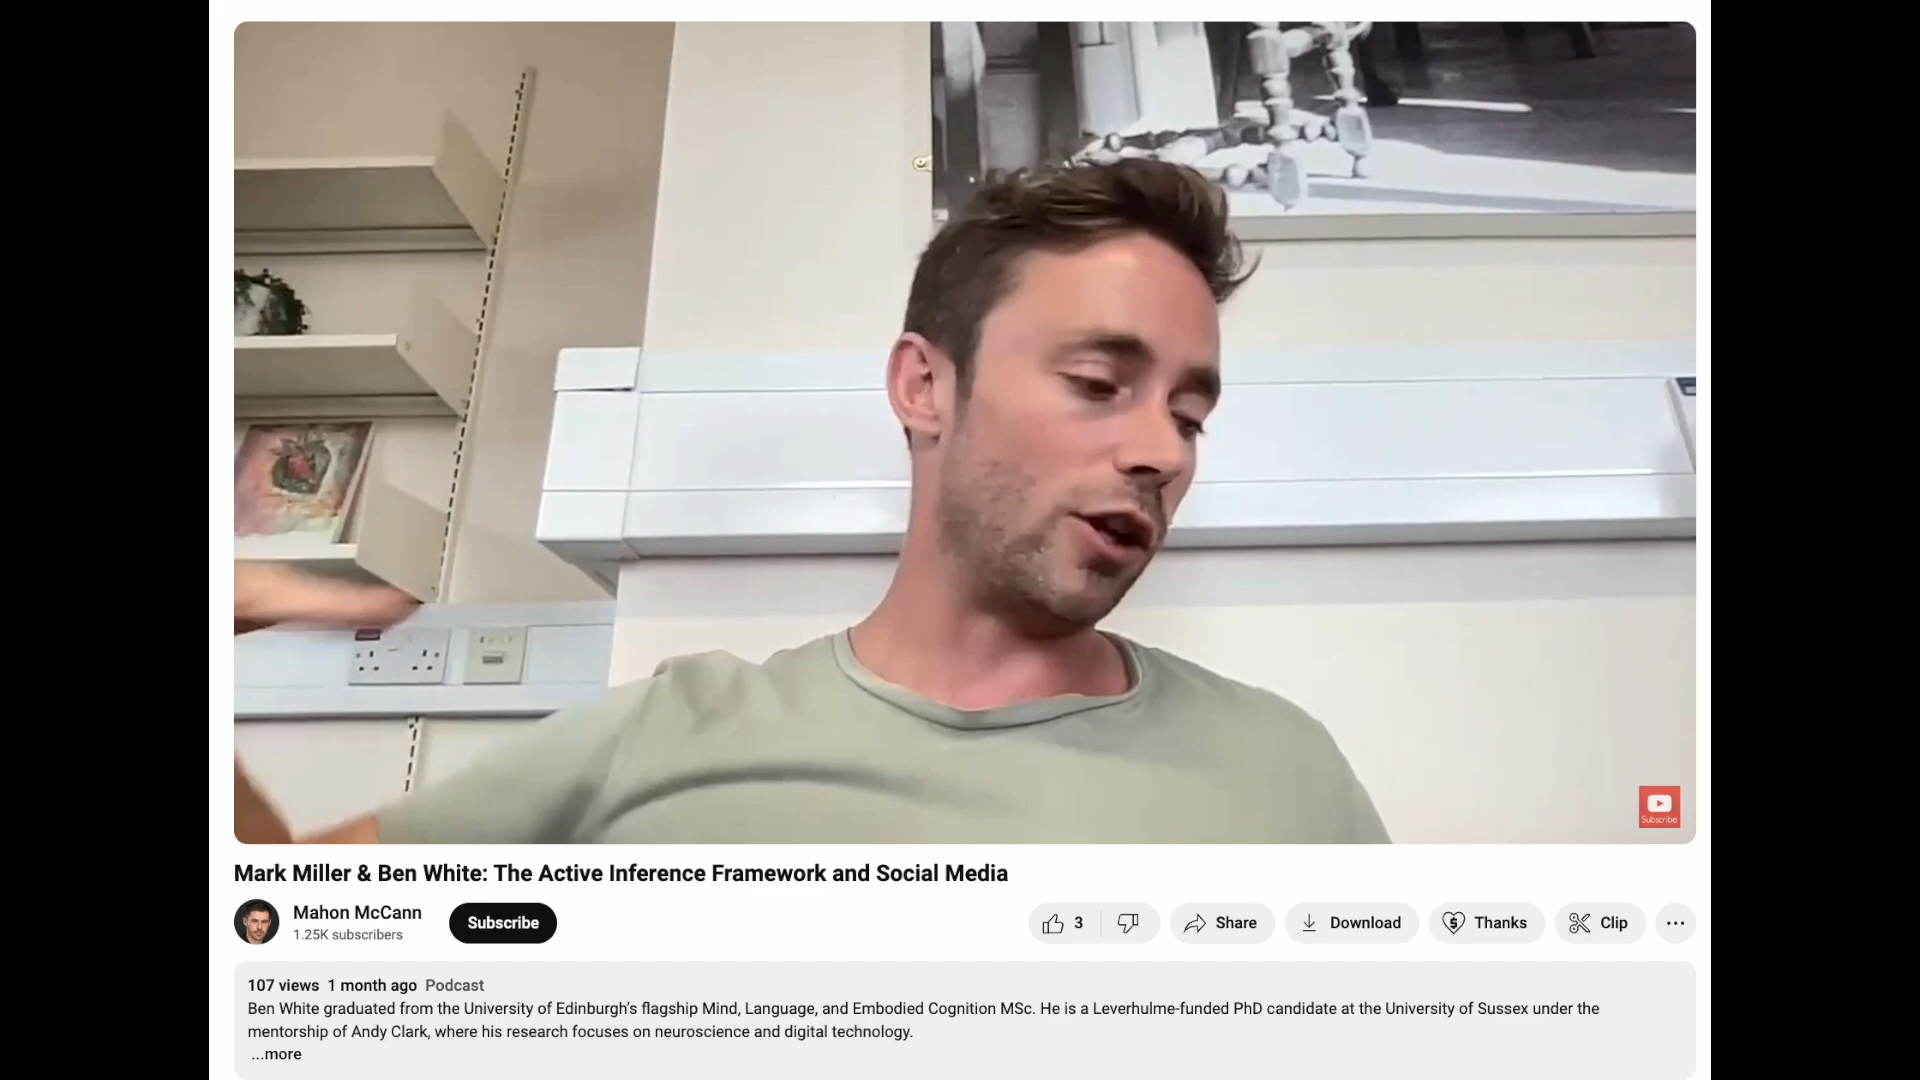 Subscribe
Mark Miller & Ben White: The Active Inference Framework and Social Media
Mahon McCann
1.25K subscribers
Subscribe
3
Share
Download
Thanks
Clip
107 views 1 month ago Podcast
Ben White graduated from the University of Edinburgh’s flagship Mind, Language, and Embodied Cognition MSc. He is a Leverhulme-funded PhD candidate at the University of Sussex under the
mentorship of Andy Clark, where his research focuses on neuroscience and digital technology.
...more